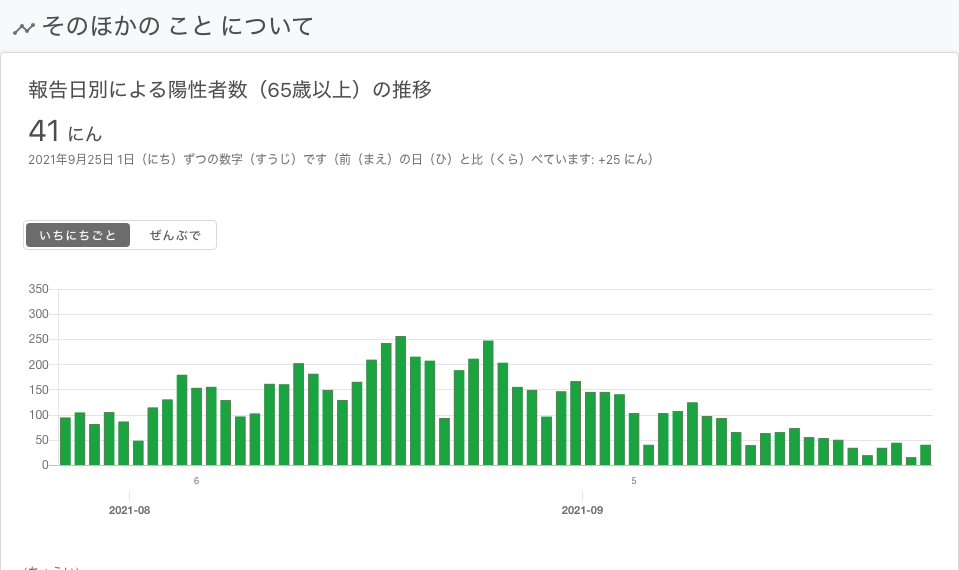 そのほかの こと について
報告日別による陽性者数（65歳以上）の推移
41 にん
2021年9月25日 1日（にち）ずつの数字（すうじ）です（前（まえ）の日（ひ）と比（くら）べています: +25 にん）
いちにちごと ぜんぶで
350
300
250
200
150
100
50
0
6 5
2021-08 2021-09